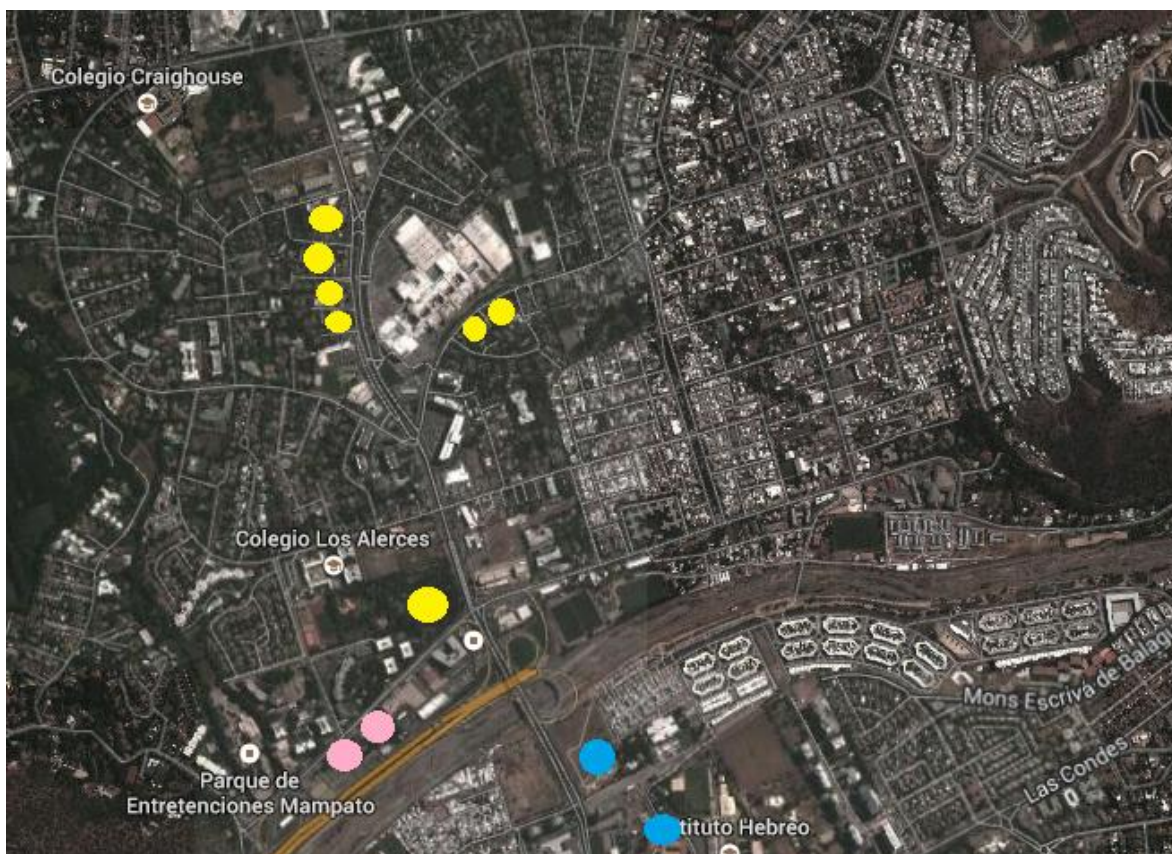 Colegio Craighouse
Colegio Los Alerces
Mons Escriva de Balag
Parque de
Entretenciones Mampato
Las Condes
tituto Hebreo